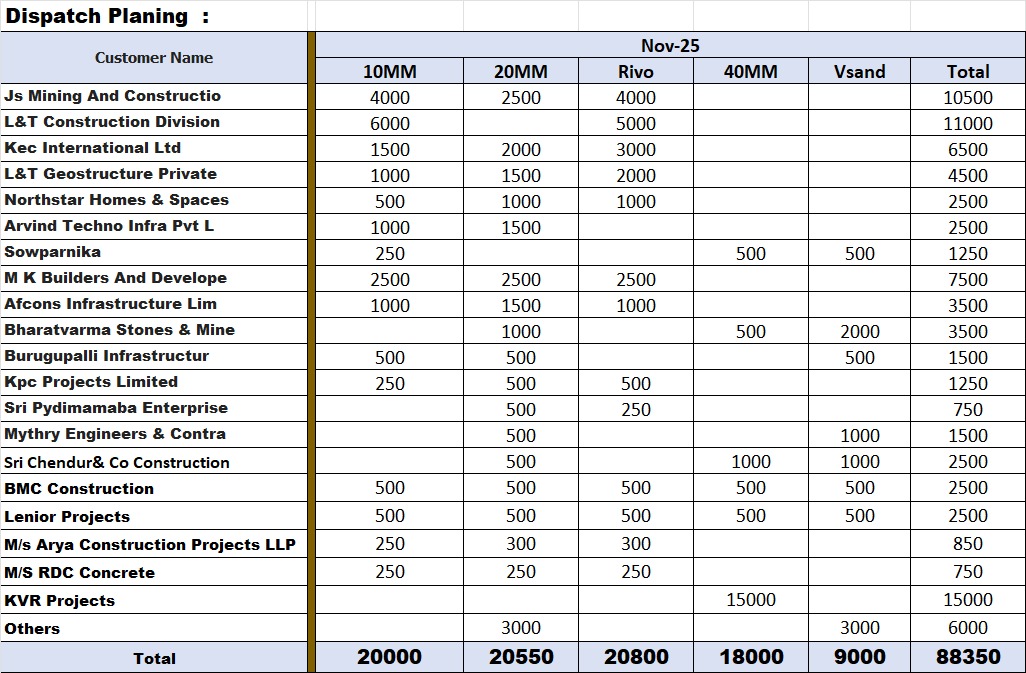 Dispatch Planing :
Customer Name Nov-25
10MM 20MM Rivo 40MM Vsand Total
Js Mining And Constructio 4000 2500 4000 10500
L&T Construction Division 6000 5000 11000
Kec International Ltd 1500 2000 3000 6500
L&T Geostructure Private 1000 1500 2000 4500
Northstar Homes & Spaces 500 1000 1000 2500
Arvind Techno Infra Pvt L 1000 1500 2500
Sowparnika 250 500 500 1250
M K Builders And Develope 2500 2500 2500 7500
Afcons Infrastructure Lim 1000 1500 1000 3500
Bharatvarma Stones & Mine 1000 500 2000 3500
Burugupalli Infrastructur 500 500 500 1500
Kpc Projects Limited 250 500 500 1250
Sri Pydimamaba Enterprise 500 250 750
Mythry Engineers & Contra 500 1000 1500
Sri Chendur& Co Construction 500 1000 1000 2500
BMC Construction 500 500 500 500 500 2500
Lenior Projects 500 500 500 500 500 2500
M/s Arya Construction Projects LLP 250 300 300 850
M/S RDC Concrete 250 250 250 750
KVR Projects 15000 15000
Others 3000 3000 6000
Total 20000 20550 20800 18000 9000 88350